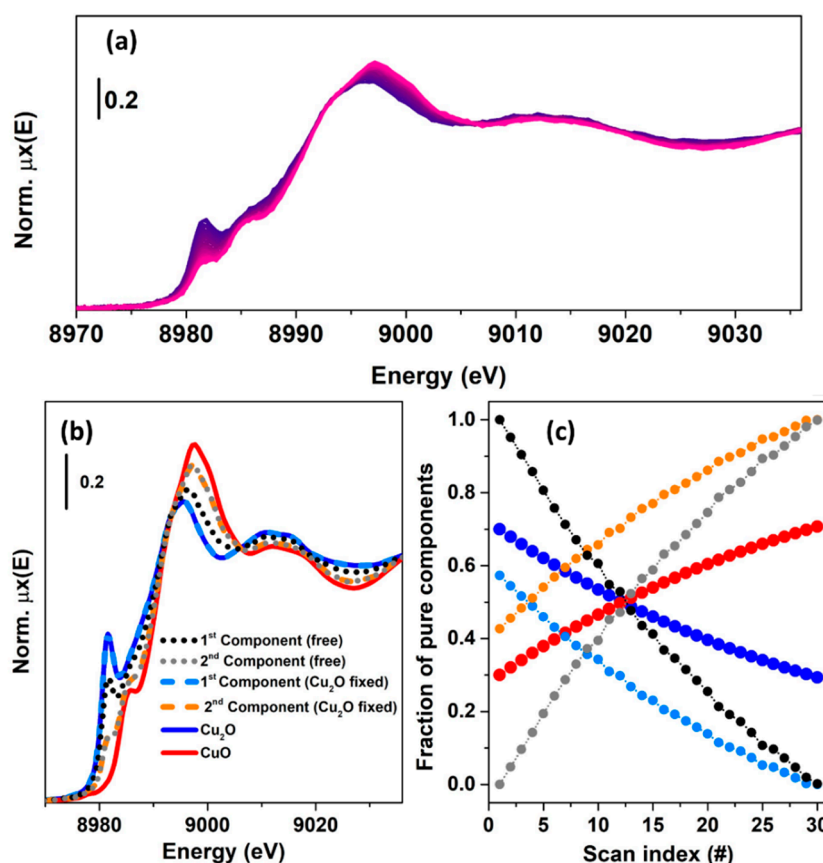 (a)
0.2
Norm. μx(E)
8970 8980 8990 9000 9010 9020 9030
Energy (eV)
(b)
0.2
Norm. μx(E)
1st Component (free)
2nd Component (free)
1st Component (Cu2O fixed)
2nd Component (Cu2O fixed)
Cu2O
CuO
8980 9000 9020
Energy (eV)
(c)
Fraction of pure components
1.0
0.8
0.6
0.4
0.2
0.0
0 5 10 15 20 25 30
Scan index (#)